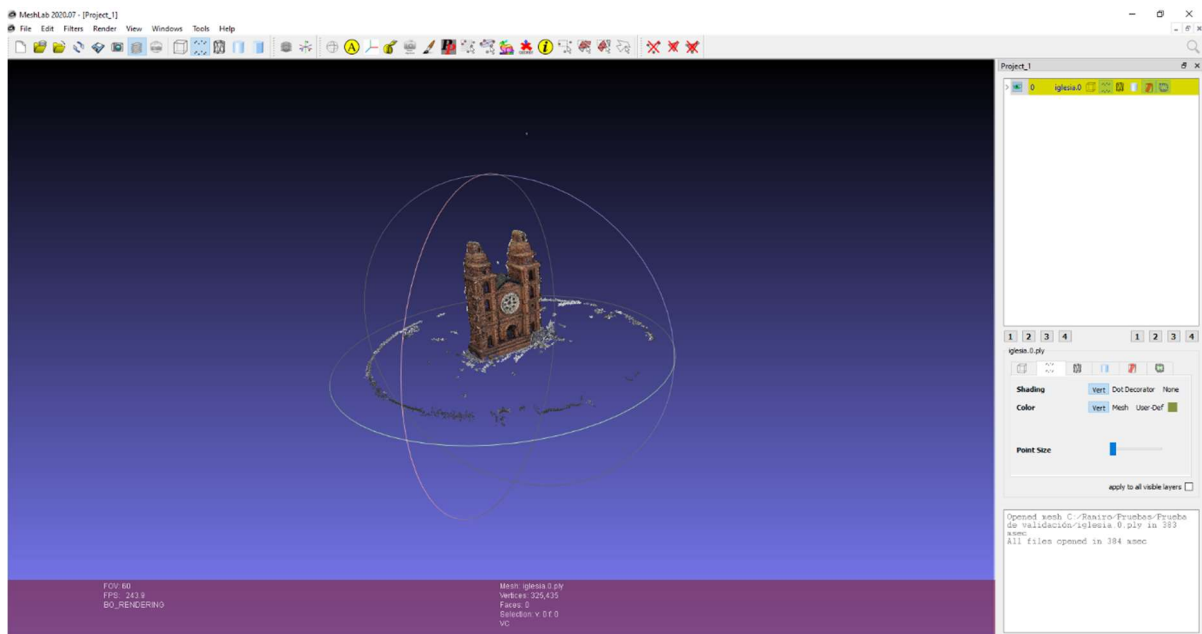 MeshLab 2020.07 - [Project_1]
File Edit Filters Render View Windows Tools Help
Project_1
0 iglesia.0
1 2 3 4 1 2 3 4
iglesia.0.ply
Shading Vert Dot Decorator None
Color Vert Mesh User-Def
Point Size
apply to all visible layers
Opened mesh C:/Ramiro/Pruebas/Prueba
de validación/iglesia.0.ply in 383
msec
All files opened in 384 msec
FOV: 60
FPS: 243.9
BO_RENDERING
Mesh: iglesia.0.ply
Vertices: 325,435
Faces: 0
Selection: v: 0 f: 0
VC